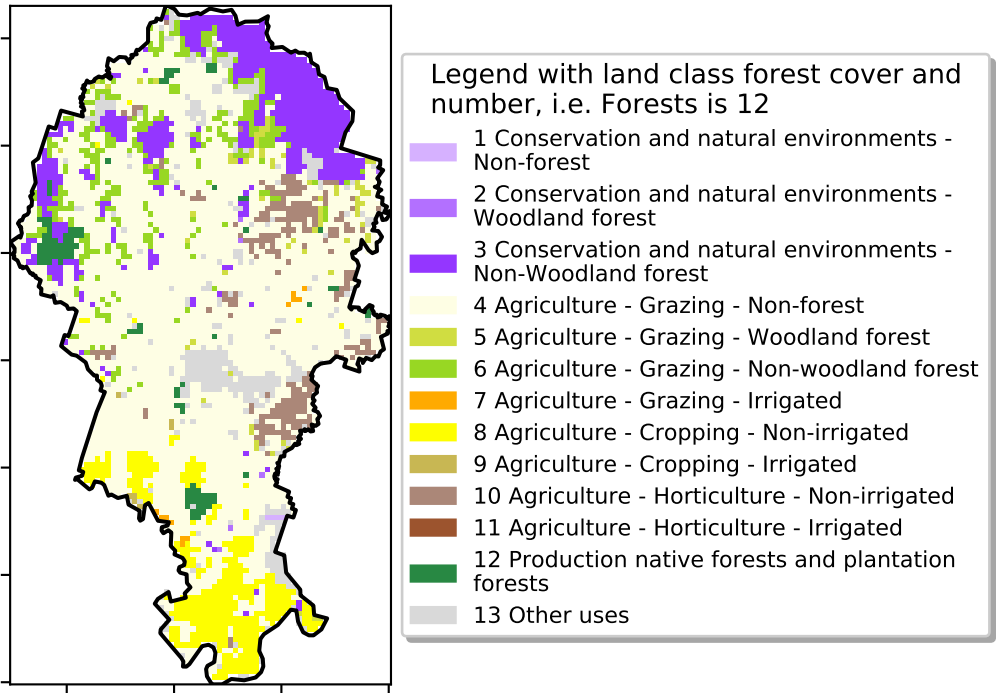 Legend with land class forest cover and
number, i.e. Forests is 12
1 Conservation and natural environments -
Non-forest
2 Conservation and natural environments -
Woodland forest
3 Conservation and natural environments -
Non-Woodland forest
4 Agriculture - Grazing - Non-forest
5 Agriculture - Grazing - Woodland forest
6 Agriculture - Grazing - Non-woodland forest
7 Agriculture - Grazing - Irrigated
8 Agriculture - Cropping - Non-irrigated
9 Agriculture - Cropping - Irrigated
10 Agriculture - Horticulture - Non-irrigated
11 Agriculture - Horticulture - Irrigated
12 Production native forests and plantation
forests
13 Other uses